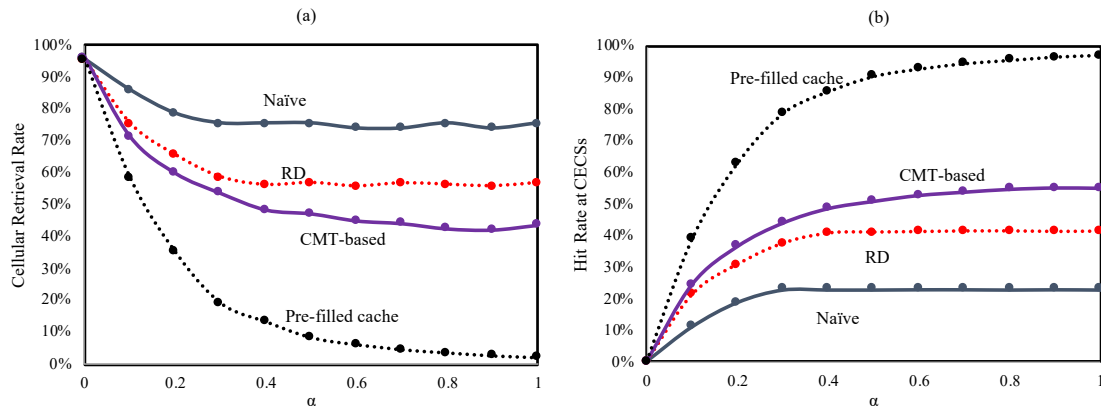 (a)
100%
90%
80%
70%
60%
50%
40%
30%
20%
10%
0%
Cellular Retrieval Rate
Naïve
RD
CMT-based
Pre-filled cache
0 0.2 0.4 0.6 0.8 1
α
(b)
100%
90%
80%
70%
60%
50%
40%
30%
20%
10%
0%
Hit Rate at CECSs
Pre-filled cache
CMT-based
RD
Naïve
0 0.2 0.4 0.6 0.8 1
α